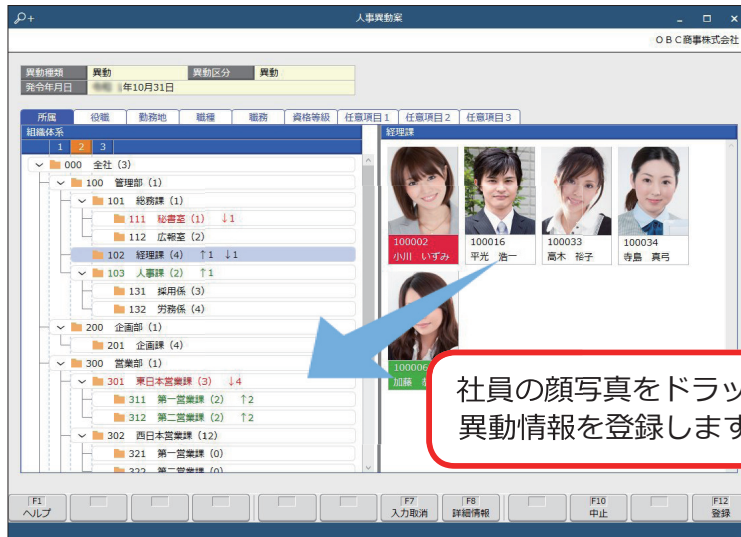 人事異動案
OBC商事株式会社
異動種類 異動 異動区分 異動
発令年月日 1年10月31日
所属 役職 勤務地 職種 職務 資格等級 任意項目1 任意項目2 任意項目3
組織体系
1 2 3
000 全社 (3)
100 管理部 (1)
101 総務課 (1)
111 秘書室 (1) ↓1
112 広報室 (2)
102 経理課 (4) ↑1 ↓1
103 人事課 (2) ↑1
131 採用係 (3)
132 労務係 (4)
200 企画部 (1)
201 企画課 (4)
300 営業部 (1)
301 東日本営業課 (3) ↓4
311 第一営業課 (2) ↑2
312 第二営業課 (2) ↑2
302 西日本営業課 (12)
321 第一営業課 (0)
322 第二営業課 (0)
経理課
100002
小川 いずみ
100016
平光 浩一
100033
高木 裕子
100034
寺島 真弓
100006
加藤
社員の顔写真をドラッ
異動情報を登録します
F1 ヘルプ
F7 入力取消
F8 詳細情報
F10 中止
F12 登録